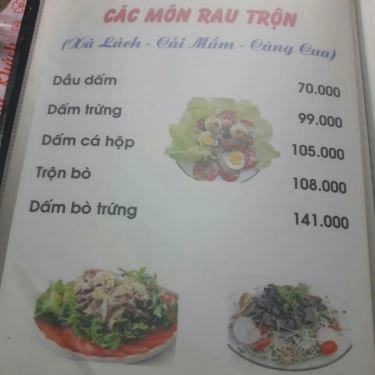 CÁC MÓN RAU TRỘN
(Xà Lách - Cải Mầm - Càng Cua)
Dầu dấm 70.000
Dấm trứng 99.000
Dấm cá hộp 105.000
Trộn bò 108.000
Dấm bò trứng 141.000